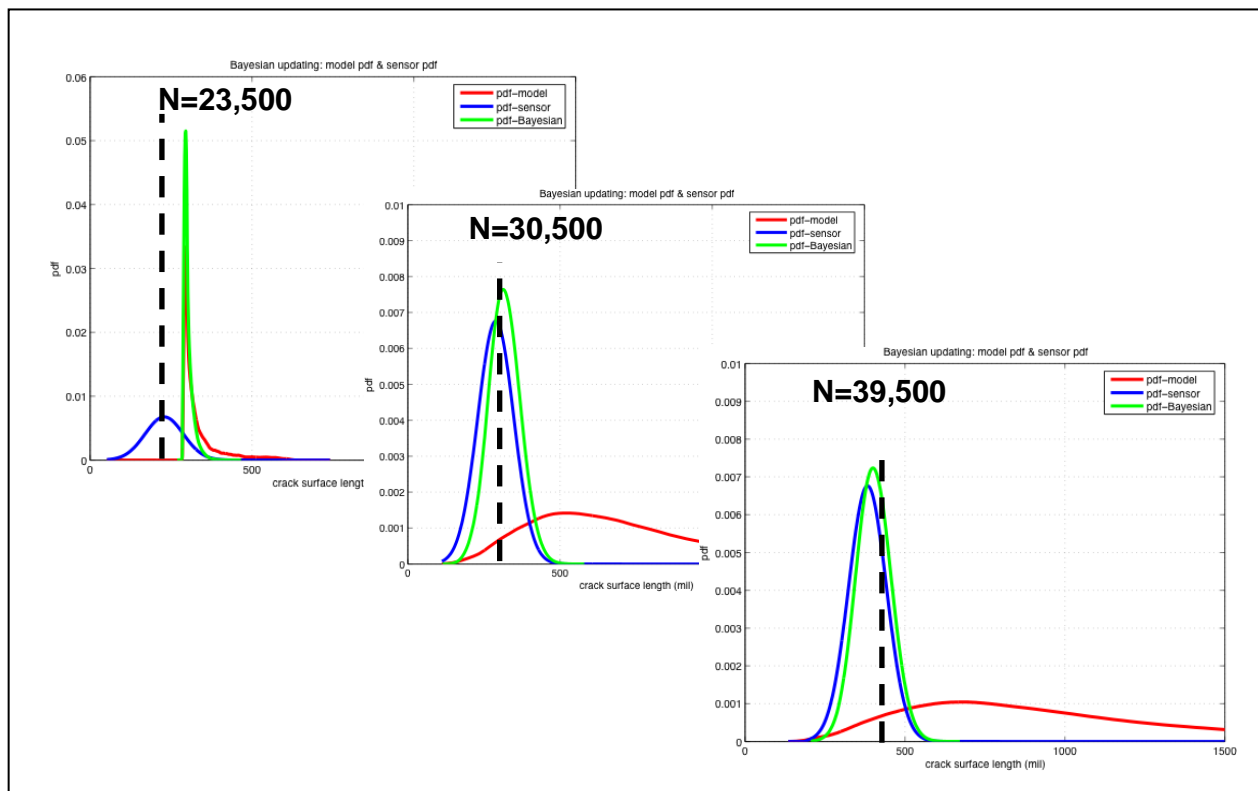 Bayesian updating: model pdf & sensor pdf
N=23,500
pdf-model
pdf-sensor
pdf-Bayesian
0.06
0.05
0.04
0.03
0.02
0.01
0
pdf
0
500
crack surface lengt
Bayesian updating: model pdf & sensor pdf
N=30,500
pdf-model
pdf-sensor
pdf-Bayesian
0.01
0.009
0.008
0.007
0.006
0.005
0.004
0.003
0.002
0.001
0
pdf
0
500
crack surface length (mil)
Bayesian updating: model pdf & sensor pdf
N=39,500
pdf-model
pdf-sensor
pdf-Bayesian
0.01
0.009
0.008
0.007
0.006
0.005
0.004
0.003
0.002
0.001
0
pdf
0
500
1000
1500
crack surface length (mil)